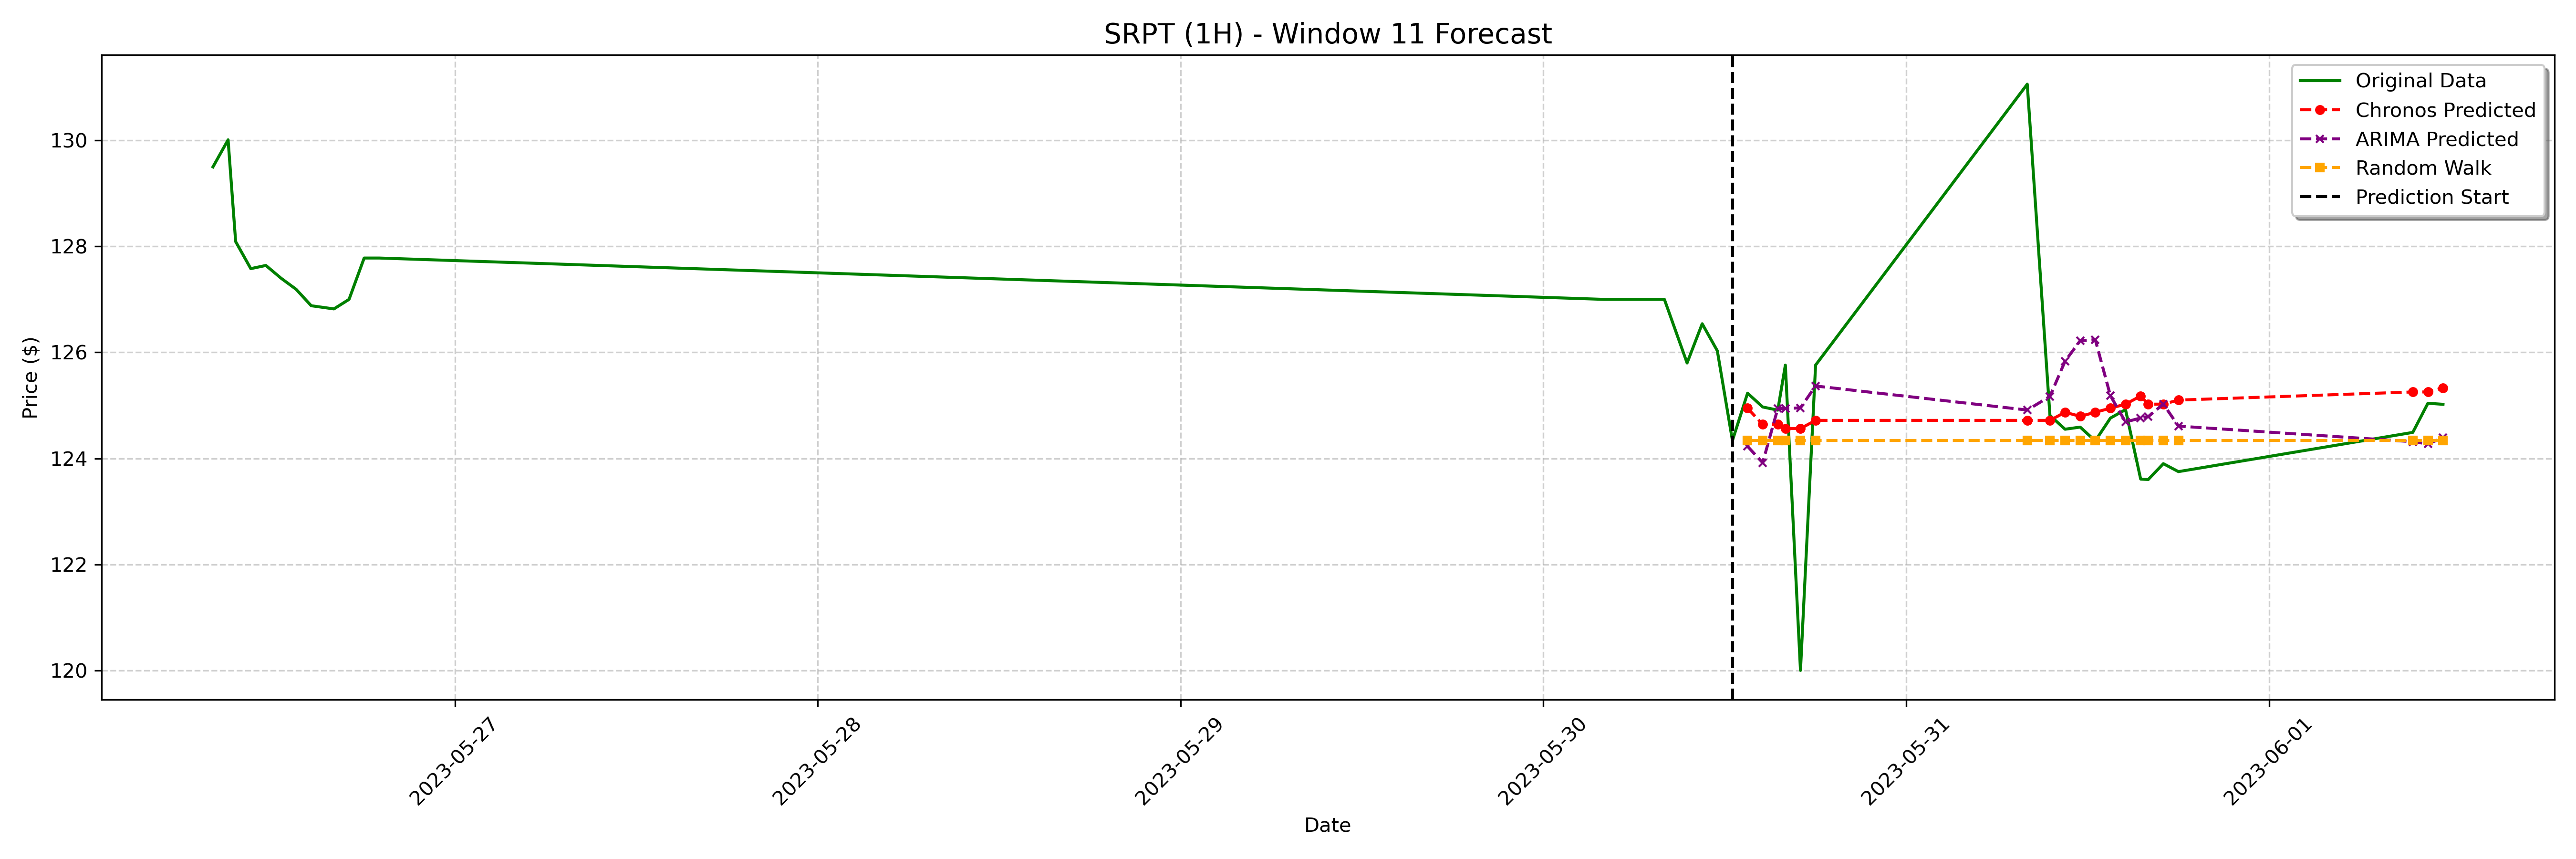 SRPT (1H) - Window 11 Forecast
Original Data
Chronos Predicted
ARIMA Predicted
Random Walk
Prediction Start
Price ($)
130
128
126
124
122
120
2023-05-27
2023-05-28
2023-05-29
2023-05-30
2023-05-31
2023-06-01
Date